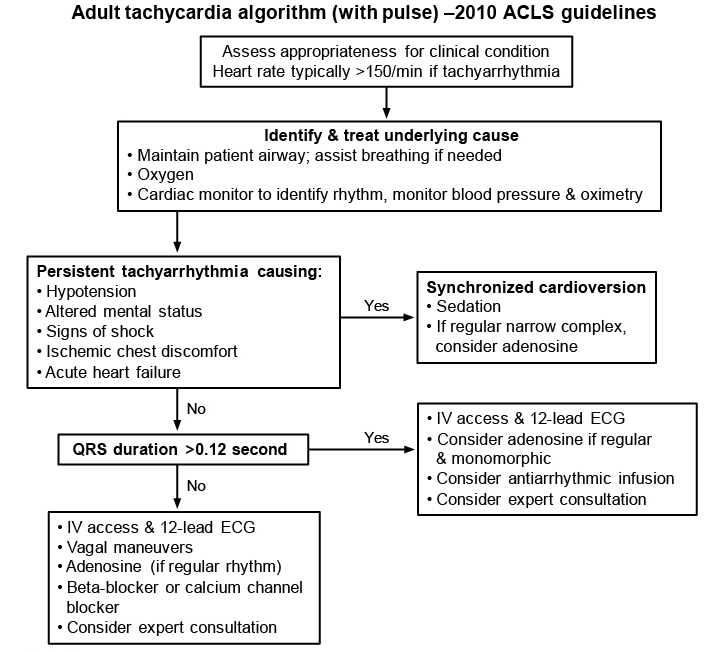 Adult tachycardia algorithm (with pulse) –2010 ACLS guidelines
Assess appropriateness for clinical condition
Heart rate typically >150/min if tachyarrhythmia
Identify & treat underlying cause
• Maintain patient airway; assist breathing if needed
• Oxygen
• Cardiac monitor to identify rhythm, monitor blood pressure & oximetry
Persistent tachyarrhythmia causing:
• Hypotension
• Altered mental status
• Signs of shock
• Ischemic chest discomfort
• Acute heart failure
Yes
Synchronized cardioversion
• Sedation
• If regular narrow complex,
consider adenosine
No
QRS duration >0.12 second
Yes
• IV access & 12-lead ECG
• Consider adenosine if regular
& monomorphic
• Consider antiarrhythmic infusion
• Consider expert consultation
No
• IV access & 12-lead ECG
• Vagal maneuvers
• Adenosine (if regular rhythm)
• Beta-blocker or calcium channel
blocker
• Consider expert consultation